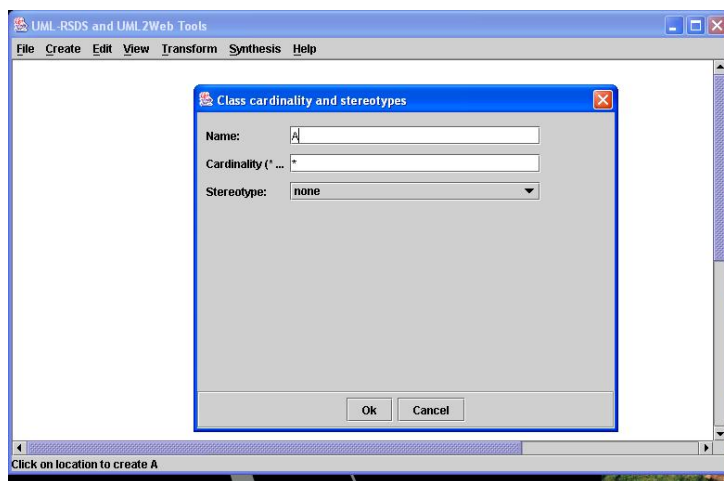 UML-RSDS and UML2Web Tools
File Create Edit View Transform Synthesis Help
Class cardinality and stereotypes
Name: A
Cardinality (* ... *
Stereotype: none
Ok Cancel
Click on location to create A